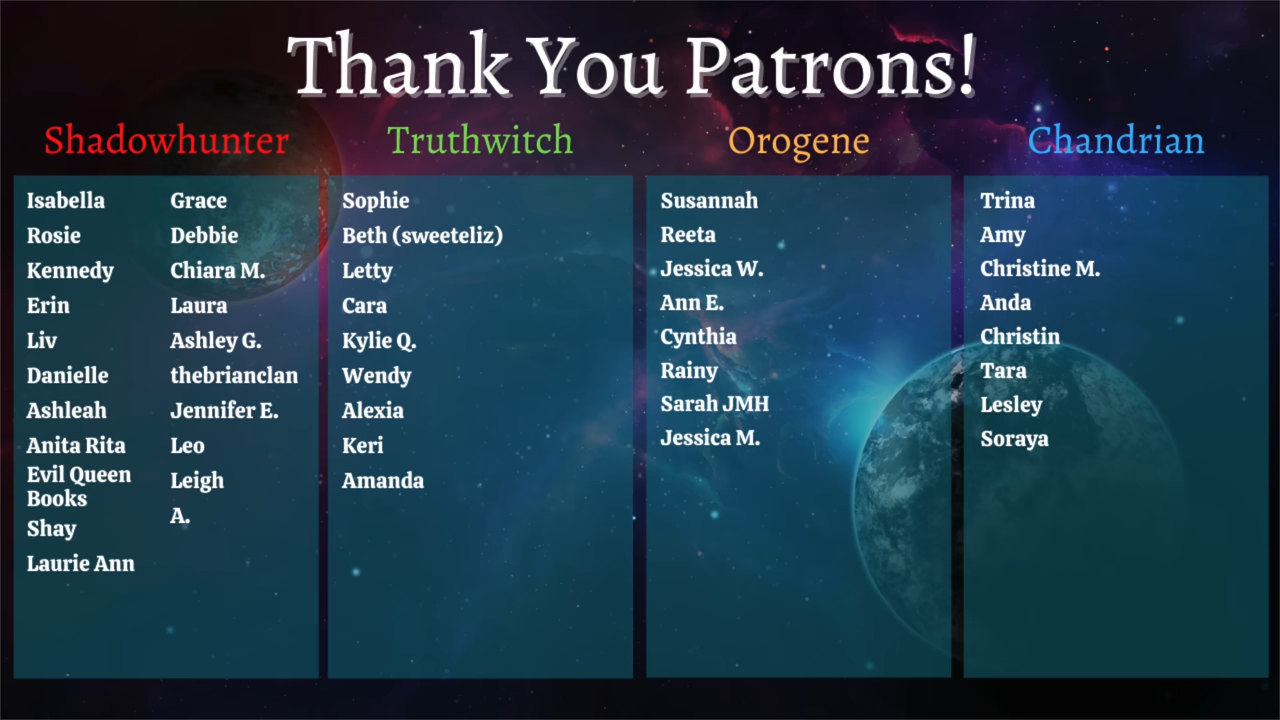 Thank You Patrons!
Shadowhunter
Isabella
Rosie
Kennedy
Erin
Liv
Danielle
Ashleah
Anita Rita
Evil Queen
Books
Shay
Laurie Ann
Grace
Debbie
Chiara M.
Laura
Ashley G.
thebrianclan
Jennifer E.
Leo
Leigh
A.
Truthwitch
Sophie
Beth (sweeteliz)
Letty
Cara
Kylie Q.
Wendy
Alexia
Keri
Amanda
Orogene
Susannah
Reeta
Jessica W.
Ann E.
Cynthia
Rainy
Sarah JMH
Jessica M.
Chandrian
Trina
Amy
Christine M.
Anda
Christin
Tara
Lesley
Soraya